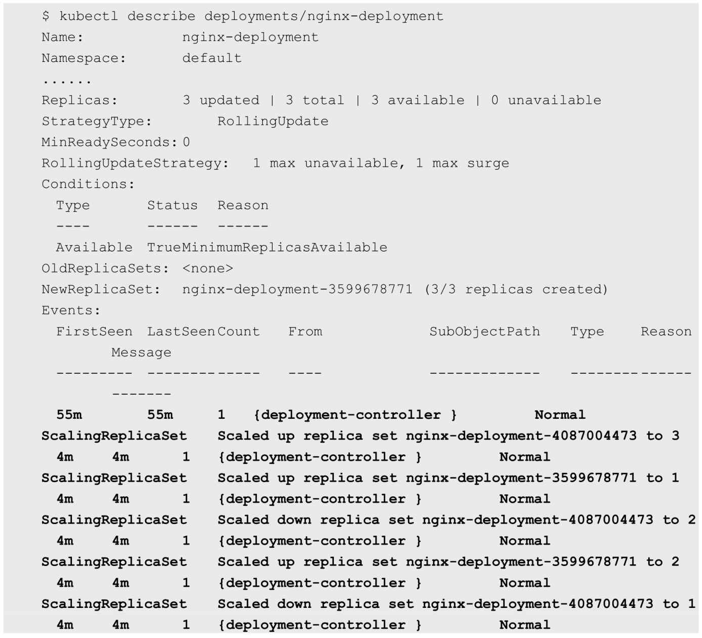 $ kubectl describe deployments/nginx-deployment
Name: nginx-deployment
Namespace: default
......
Replicas: 3 updated | 3 total | 3 available | 0 unavailable
StrategyType: RollingUpdate
MinReadySeconds: 0
RollingUpdateStrategy: 1 max unavailable, 1 max surge
Conditions:
Type Status Reason
---- ------ ------
Available TrueMinimumReplicasAvailable
OldReplicaSets: <none>
NewReplicaSet: nginx-deployment-3599678771 (3/3 replicas created)
Events:
FirstSeen LastSeenCount From SubObjectPath Type Reason
Message
--------- ------------- ---- ------------- -------- ------
-------
55m 55m 1 {deployment-controller } Normal
ScalingReplicaSet Scaled up replica set nginx-deployment-4087004473 to 3
4m 4m 1 {deployment-controller } Normal
ScalingReplicaSet Scaled up replica set nginx-deployment-3599678771 to 1
4m 4m 1 {deployment-controller } Normal
ScalingReplicaSet Scaled down replica set nginx-deployment-4087004473 to 2
4m 4m 1 {deployment-controller } Normal
ScalingReplicaSet Scaled up replica set nginx-deployment-3599678771 to 2
4m 4m 1 {deployment-controller } Normal
ScalingReplicaSet Scaled down replica set nginx-deployment-4087004473 to 1
4m 4m 1 {deployment-controller } Normal